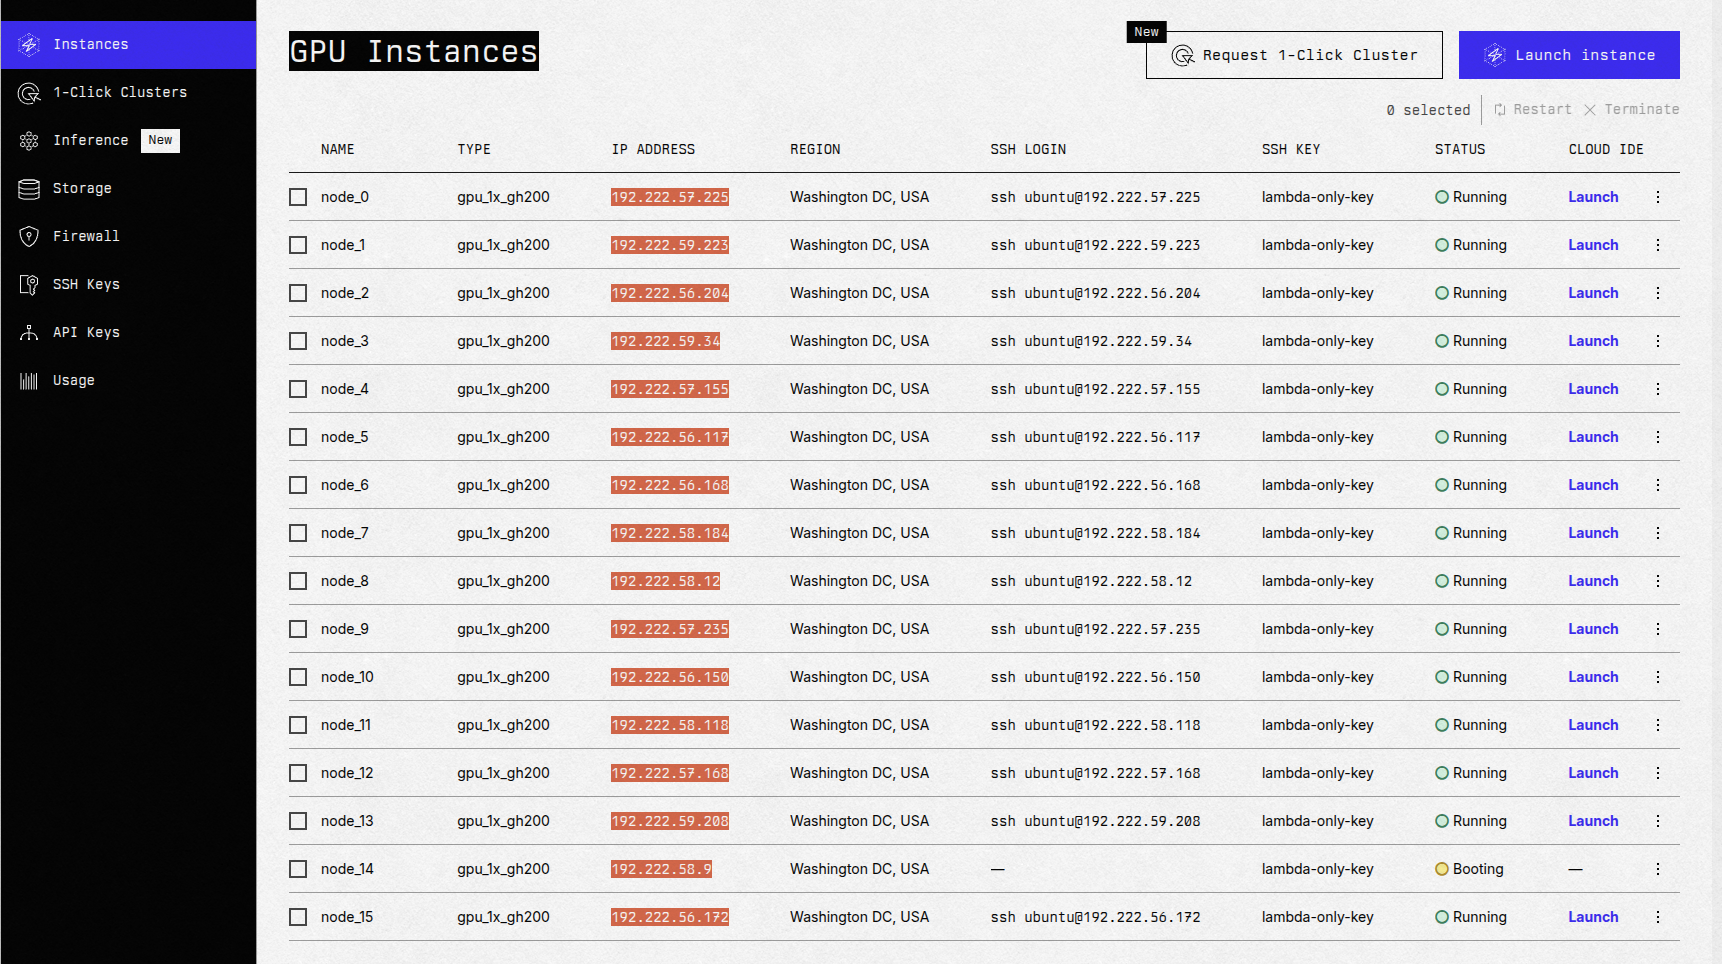 Instances
1-Click Clusters
Inference New
Storage
Firewall
SSH Keys
API Keys
Usage
GPU Instances
New
Request 1-Click Cluster
Launch instance
0 selected Restart Terminate
NAME TYPE IP ADDRESS REGION SSH LOGIN SSH KEY STATUS CLOUD IDE
node_0 gpu_1x_gh200 192.222.57.225 Washington DC, USA ssh ubuntu@192.222.57.225 lambda-only-key Running Launch
node_1 gpu_1x_gh200 192.222.59.223 Washington DC, USA ssh ubuntu@192.222.59.223 lambda-only-key Running Launch
node_2 gpu_1x_gh200 192.222.56.204 Washington DC, USA ssh ubuntu@192.222.56.204 lambda-only-key Running Launch
node_3 gpu_1x_gh200 192.222.59.34 Washington DC, USA ssh ubuntu@192.222.59.34 lambda-only-key Running Launch
node_4 gpu_1x_gh200 192.222.57.155 Washington DC, USA ssh ubuntu@192.222.57.155 lambda-only-key Running Launch
node_5 gpu_1x_gh200 192.222.56.117 Washington DC, USA ssh ubuntu@192.222.56.117 lambda-only-key Running Launch
node_6 gpu_1x_gh200 192.222.56.168 Washington DC, USA ssh ubuntu@192.222.56.168 lambda-only-key Running Launch
node_7 gpu_1x_gh200 192.222.58.184 Washington DC, USA ssh ubuntu@192.222.58.184 lambda-only-key Running Launch
node_8 gpu_1x_gh200 192.222.58.12 Washington DC, USA ssh ubuntu@192.222.58.12 lambda-only-key Running Launch
node_9 gpu_1x_gh200 192.222.57.235 Washington DC, USA ssh ubuntu@192.222.57.235 lambda-only-key Running Launch
node_10 gpu_1x_gh200 192.222.56.150 Washington DC, USA ssh ubuntu@192.222.56.150 lambda-only-key Running Launch
node_11 gpu_1x_gh200 192.222.58.118 Washington DC, USA ssh ubuntu@192.222.58.118 lambda-only-key Running Launch
node_12 gpu_1x_gh200 192.222.57.168 Washington DC, USA ssh ubuntu@192.222.57.168 lambda-only-key Running Launch
node_13 gpu_1x_gh200 192.222.59.208 Washington DC, USA ssh ubuntu@192.222.59.208 lambda-only-key Running Launch
node_14 gpu_1x_gh200 192.222.58.9 Washington DC, USA — lambda-only-key Booting —
node_15 gpu_1x_gh200 192.222.56.172 Washington DC, USA ssh ubuntu@192.222.56.172 lambda-only-key Running Launch